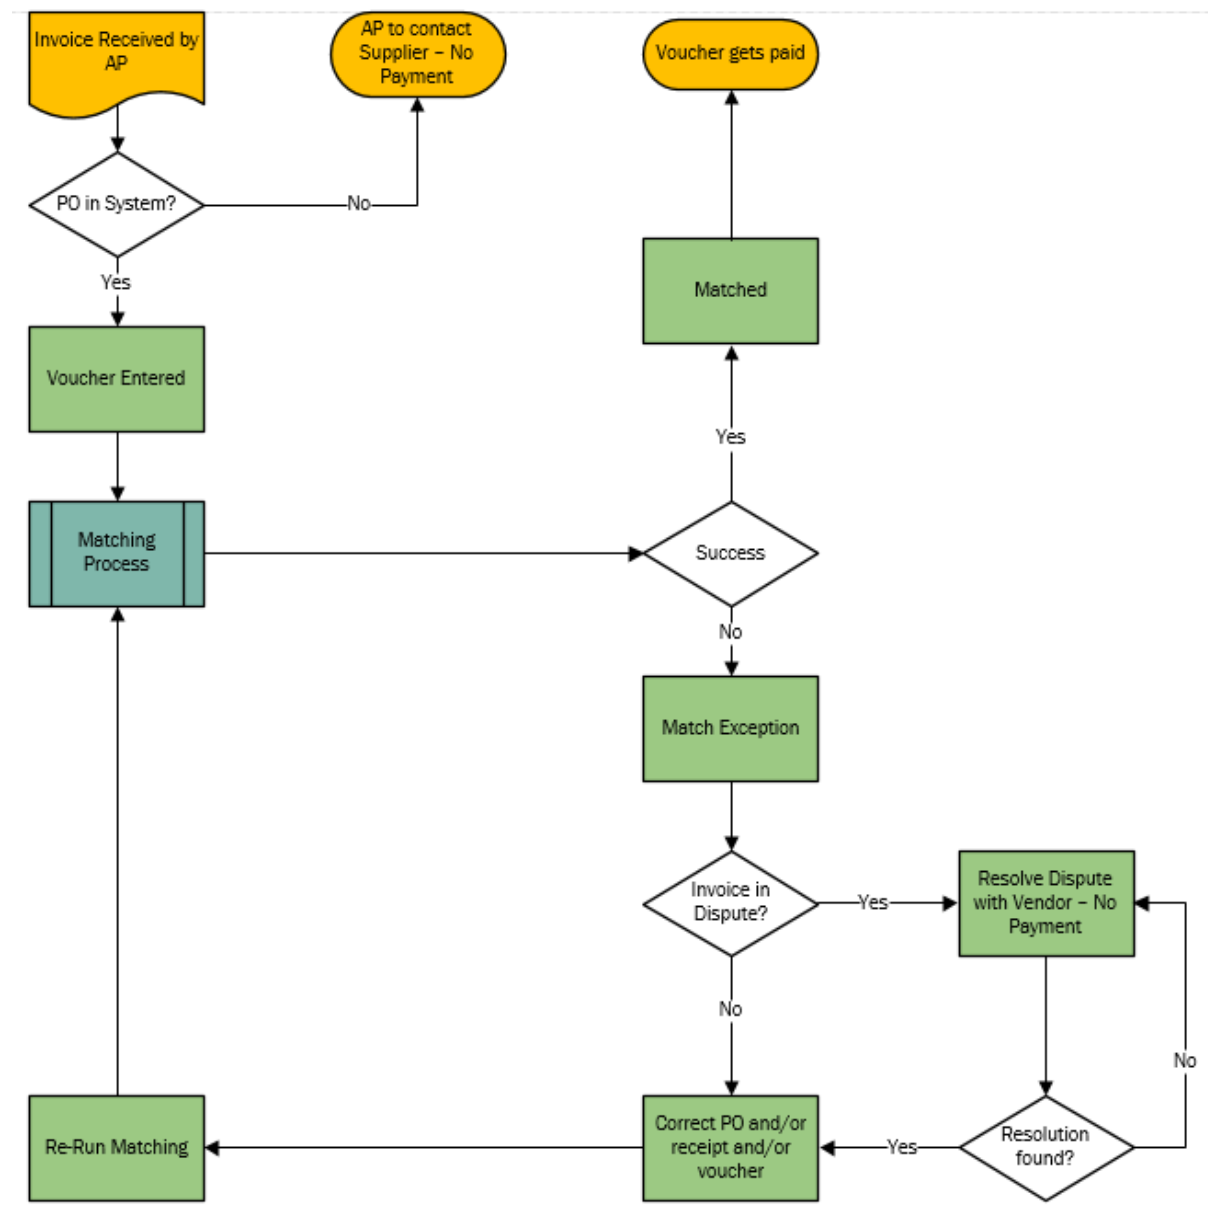 Invoice Received by
AP
AP to contact
Supplier – No
Payment
Voucher gets paid
PO in System?
No
Yes
Matched
Voucher Entered
Yes
Matching
Process
Success
No
Match Exception
Invoice in
Dispute?
Yes
Resolve Dispute
with Vendor – No
Payment
No
No
Re-Run Matching
Correct PO and/or
receipt and/or
voucher
Yes
Resolution
found?